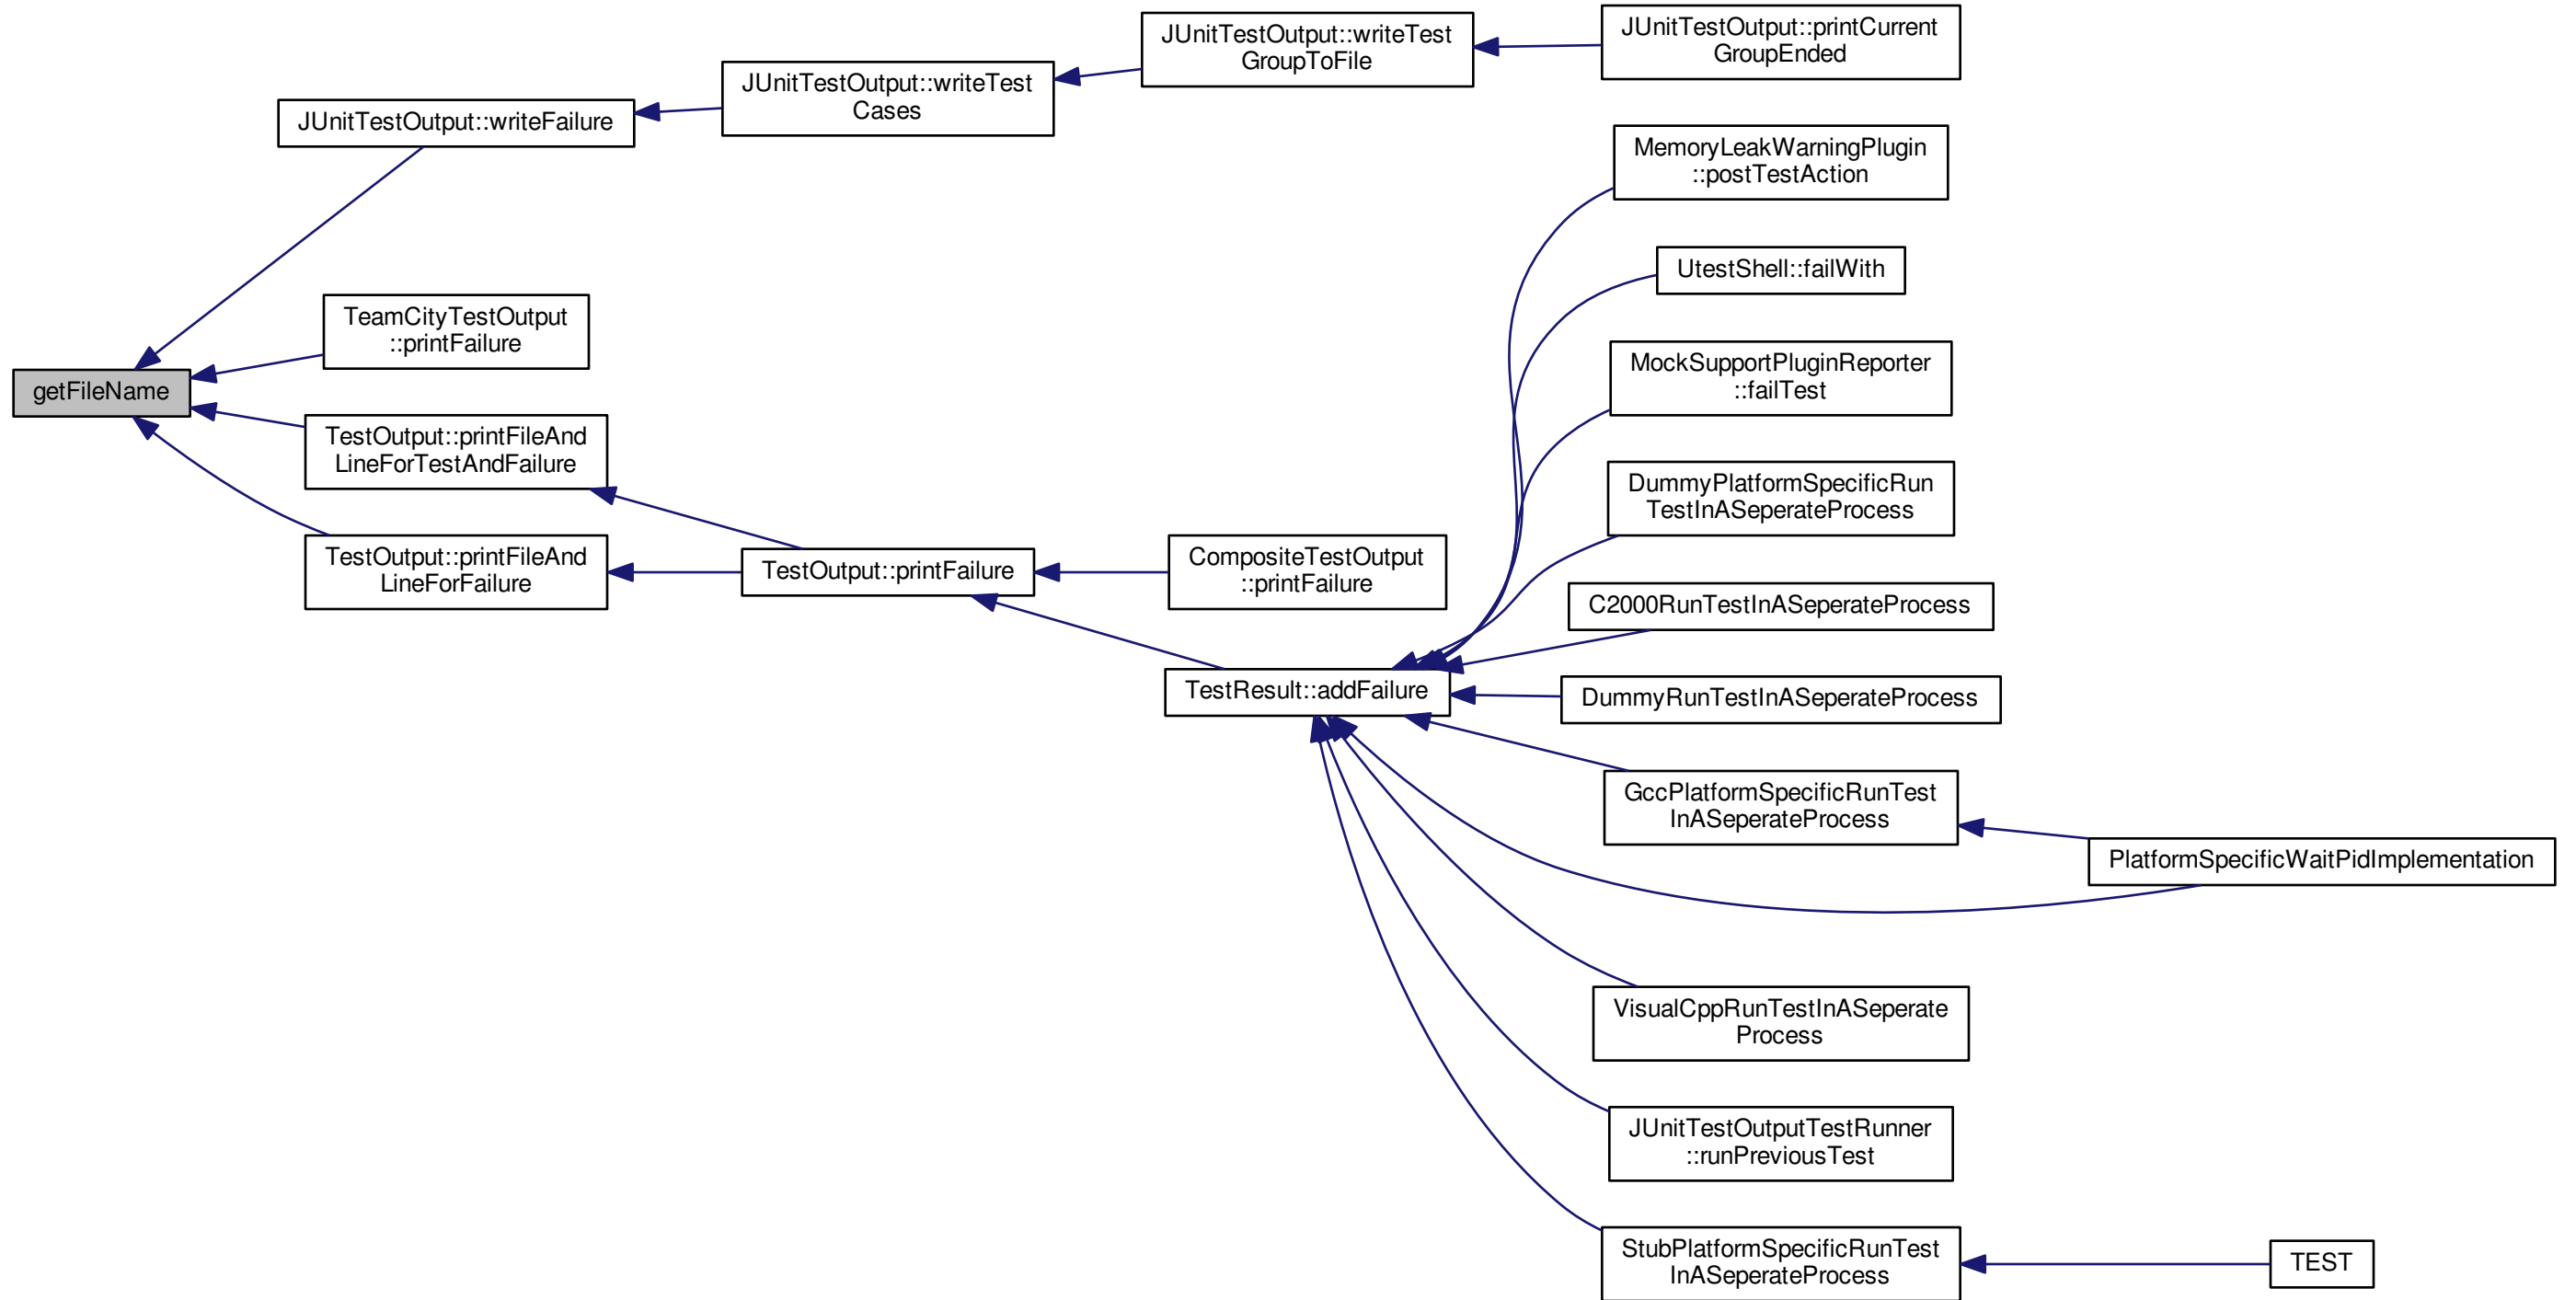 getFileName
JUnitTestOutput::writeFailure
JUnitTestOutput::writeTest
Cases
JUnitTestOutput::writeTest
GroupToFile
JUnitTestOutput::printCurrent
GroupEnded
TeamCityTestOutput
::printFailure
TestOutput::printFileAnd
LineForTestAndFailure
TestOutput::printFileAnd
LineForFailure
TestOutput::printFailure
CompositeTestOutput
::printFailure
TestResult::addFailure
MemoryLeakWarningPlugin
::postTestAction
UtestShell::failWith
MockSupportPluginReporter
::failTest
DummyPlatformSpecificRun
TestInASeperateProcess
C2000RunTestInASeperateProcess
DummyRunTestInASeperateProcess
GccPlatformSpecificRunTest
InASeperateProcess
PlatformSpecificWaitPidImplementation
VisualCppRunTestInASeperate
Process
JUnitTestOutputTestRunner
::runPreviousTest
StubPlatformSpecificRunTest
InASeperateProcess
TEST